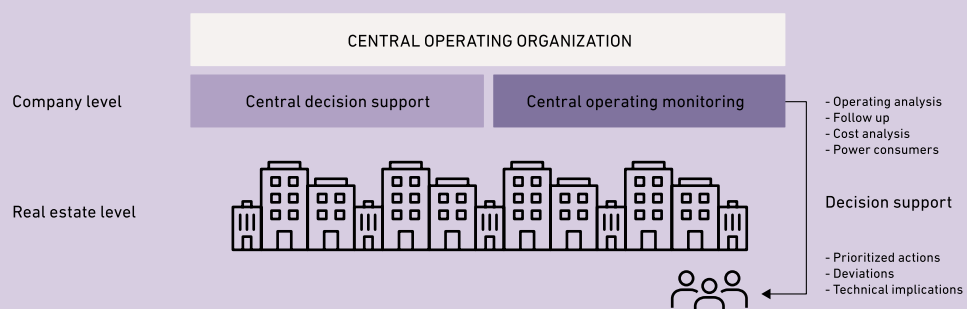 CENTRAL OPERATING ORGANIZATION
Company level
Central decision support
Central operating monitoring
- Operating analysis
- Follow up
- Cost analysis
- Power consumers
Real estate level
Decision support
- Prioritized actions
- Deviations
- Technical implications